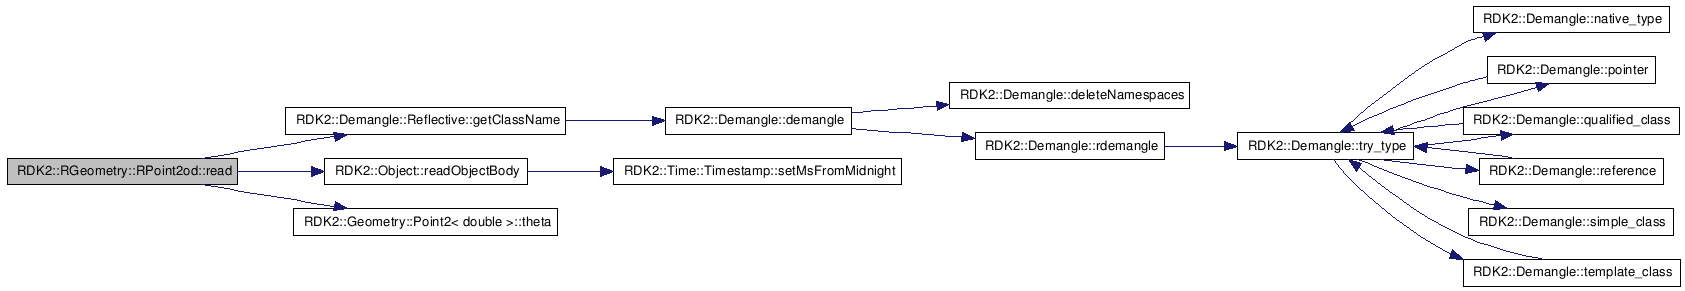 RDK2::RGeometry::RPoint2od::read
RDK2::Demangle::Reflective::getClassName
RDK2::Object::readObjectBody
RDK2::Geometry::Point2< double >::theta
RDK2::Demangle::demangle
RDK2::Time::Timestamp::setMsFromMidnight
RDK2::Demangle::deleteNamespaces
RDK2::Demangle::rdemangle
RDK2::Demangle::try_type
RDK2::Demangle::native_type
RDK2::Demangle::pointer
RDK2::Demangle::qualified_class
RDK2::Demangle::reference
RDK2::Demangle::simple_class
RDK2::Demangle::template_class